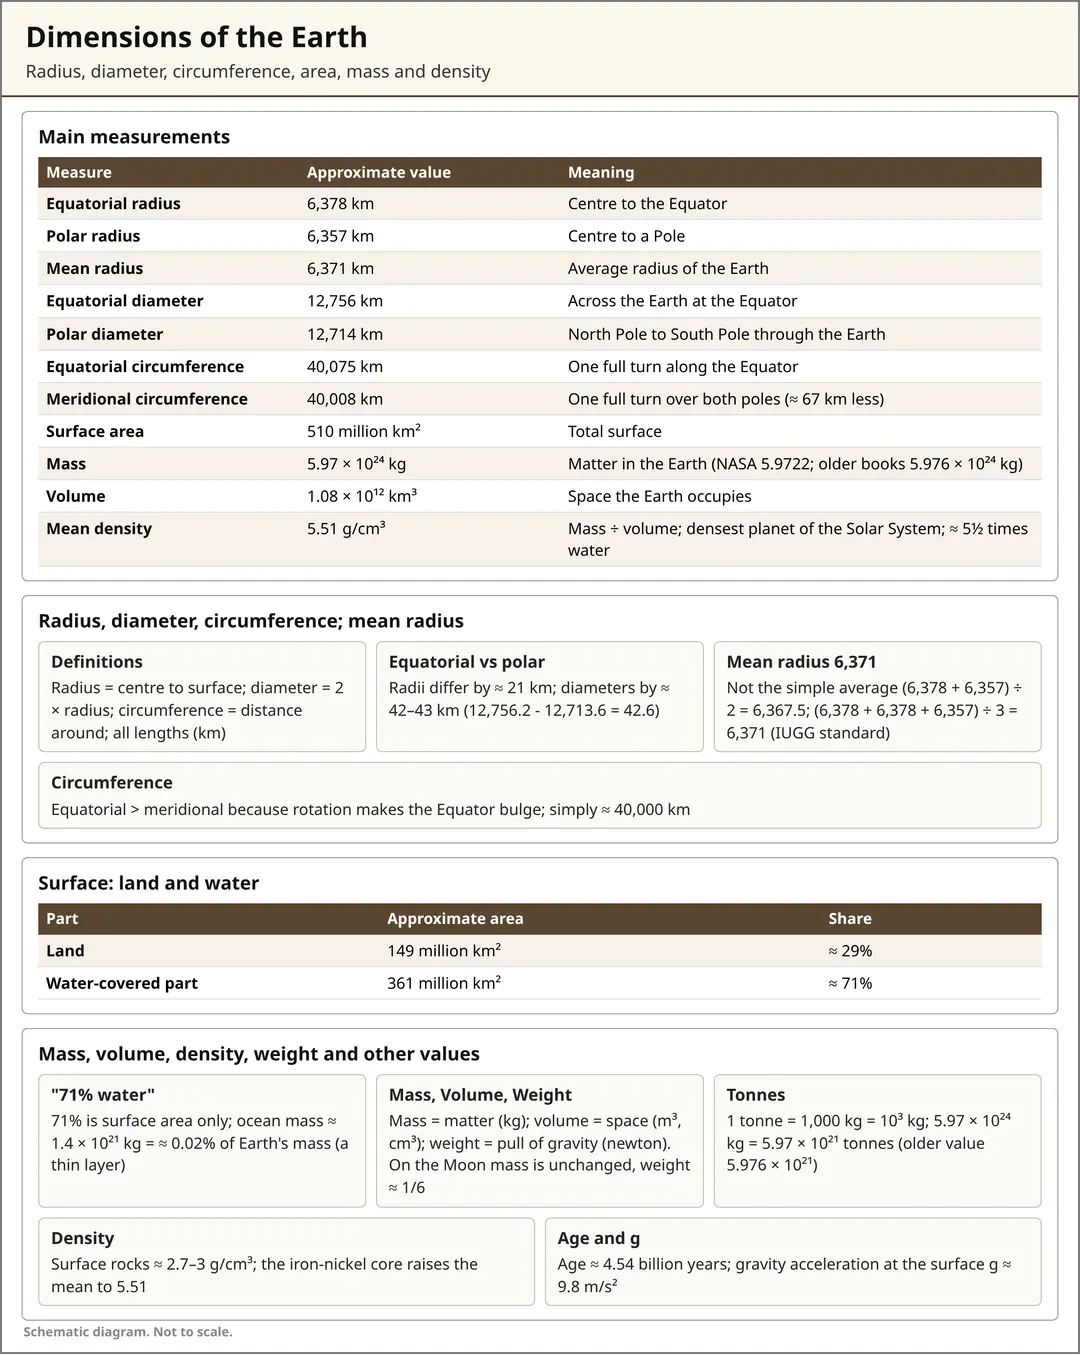 Dimensions of the Earth
Radius, diameter, circumference, area, mass and density
Main measurements
Measure Approximate value Meaning
Equatorial radius 6,378 km Centre to the Equator
Polar radius 6,357 km Centre to a Pole
Mean radius 6,371 km Average radius of the Earth
Equatorial diameter 12,756 km Across the Earth at the Equator
Polar diameter 12,714 km North Pole to South Pole through the Earth
Equatorial circumference 40,075 km One full turn along the Equator
Meridional circumference 40,008 km One full turn over both poles (≈ 67 km less)
Surface area 510 million km² Total surface
Mass 5.97 × 10²⁴ kg Matter in the Earth (NASA 5.9722; older books 5.976 × 10²⁴ kg)
Volume 1.08 × 10¹² km³ Space the Earth occupies
Mean density 5.51 g/cm³ Mass ÷ volume; densest planet of the Solar System; ≈ 5½ times
water
Radius, diameter, circumference; mean radius
Definitions
Radius = centre to surface; diameter = 2
× radius; circumference = distance
around; all lengths (km)
Equatorial vs polar
Radii differ by ≈ 21 km; diameters by ≈
42–43 km (12,756.2 - 12,713.6 = 42.6)
Mean radius 6,371
Not the simple average (6,378 + 6,357) ÷
2 = 6,367.5; (6,378 + 6,378 + 6,357) ÷ 3 =
6,371 (IUGG standard)
Circumference
Equatorial > meridional because rotation makes the Equator bulge; simply ≈ 40,000 km
Surface: land and water
Part Approximate area Share
Land 149 million km² ≈ 29%
Water-covered part 361 million km² ≈ 71%
Mass, volume, density, weight and other values
"71% water"
71% is surface area only; ocean mass ≈
1.4 × 10²¹ kg = ≈ 0.02% of Earth's mass (a
thin layer)
Mass, Volume, Weight
Mass = matter (kg); volume = space (m³,
cm³); weight = pull of gravity (newton).
On the Moon mass is unchanged, weight
≈ 1/6
Tonnes
1 tonne = 1,000 kg = 10³ kg; 5.97 × 10²⁴
kg = 5.97 × 10²¹ tonnes (older value
5.976 × 10²¹)
Density
Surface rocks ≈ 2.7–3 g/cm³; the iron-nickel core raises the
mean to 5.51
Age and g
Age ≈ 4.54 billion years; gravity acceleration at the surface g ≈
9.8 m/s²
Schematic diagram. Not to scale.